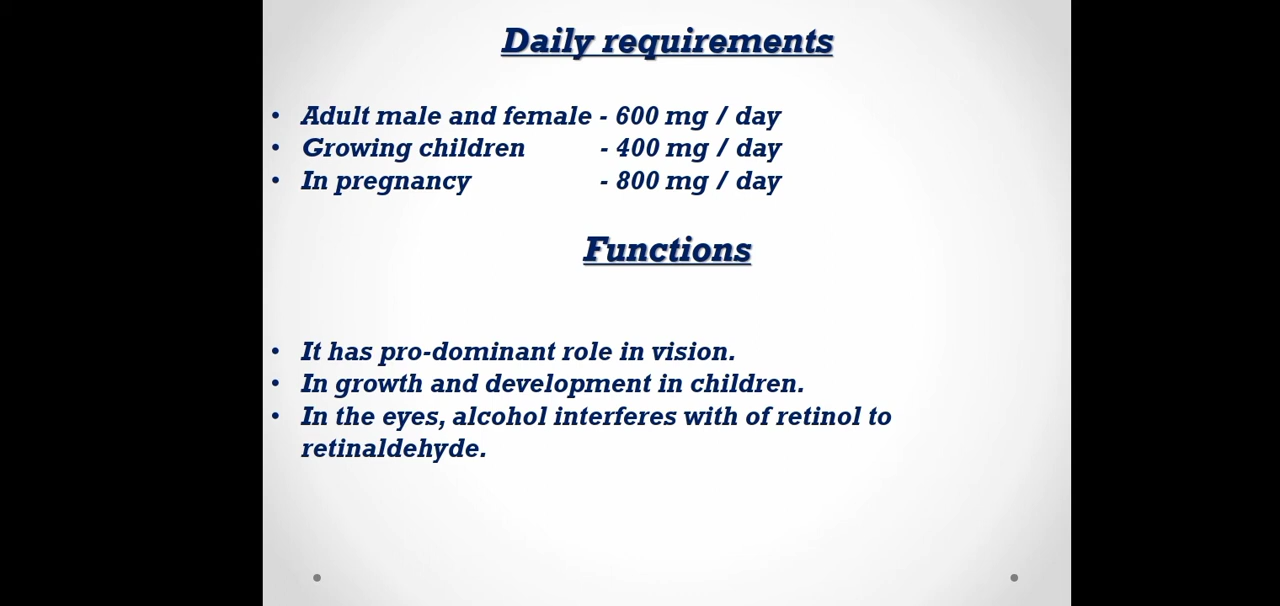 Daily requirements
• Adult male and female - 600 mg / day
• Growing children - 400 mg / day
• In pregnancy - 800 mg / day
Functions
• It has pro-dominant role in vision.
• In growth and development in children.
• In the eyes, alcohol interferes with of retinol to
retinaldehyde.